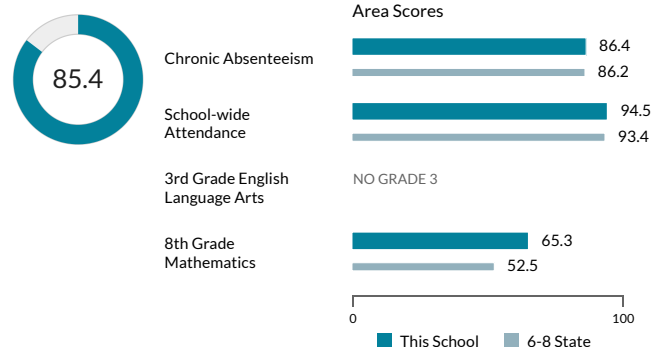 Area Scores
85.4
Chronic Absenteeism
86.4
86.2
School-wide
Attendance
94.5
93.4
3rd Grade English
Language Arts
NO GRADE 3
8th Grade
Mathematics
65.3
52.5
0 100
This School 6-8 State